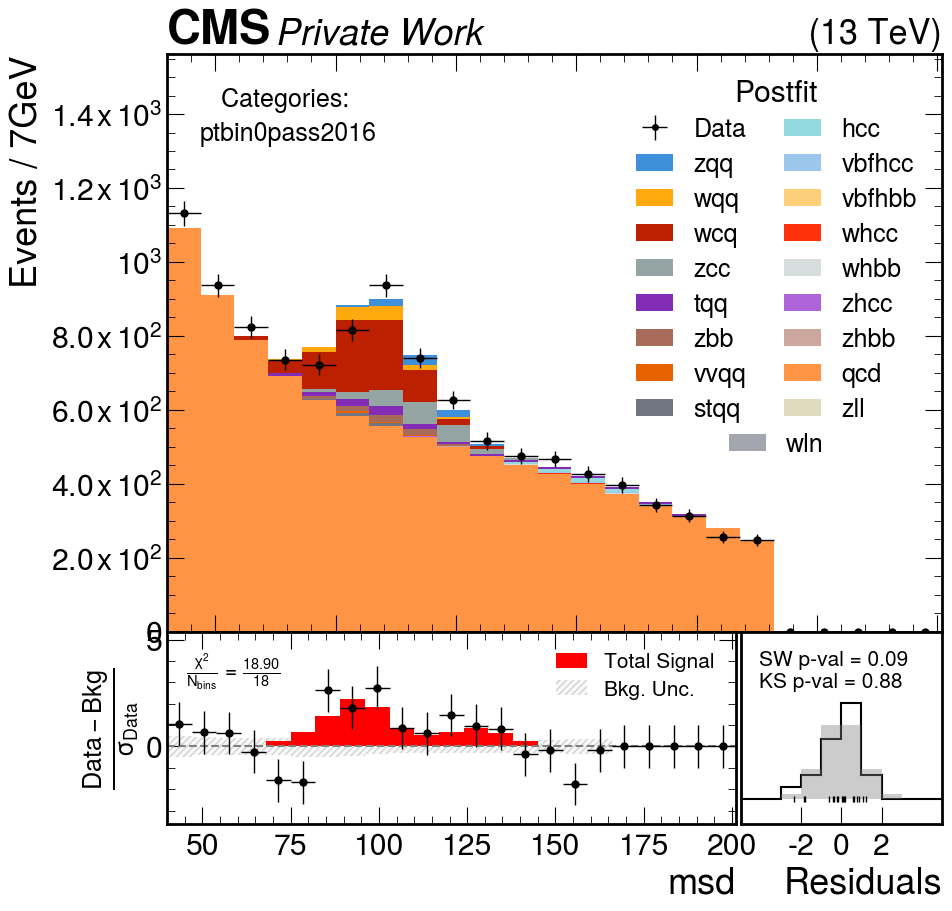 CMS Private Work (13 TeV)
Events / 7GeV
Categories:
ptbin0pass2016
Postfit
Data
zqq
wqq
wcq
zcc
tqq
zbb
vvqq
stqq
hcc
vbfhcc
vbfhbb
whcc
whbb
zhcc
zhbb
qcd
zll
wln
1.4 x 10³
1.2 x 10³
10³
8.0 x 10²
6.0 x 10²
4.0 x 10²
2.0 x 10²
0
5
0
Data − Bkg
σData
χ²
Nbins
= 18.90
18
Total Signal
Bkg. Unc.
SW p-val = 0.09
KS p-val = 0.88
50 75 100 125 150 175 200
-2 0 2
msd
Residuals